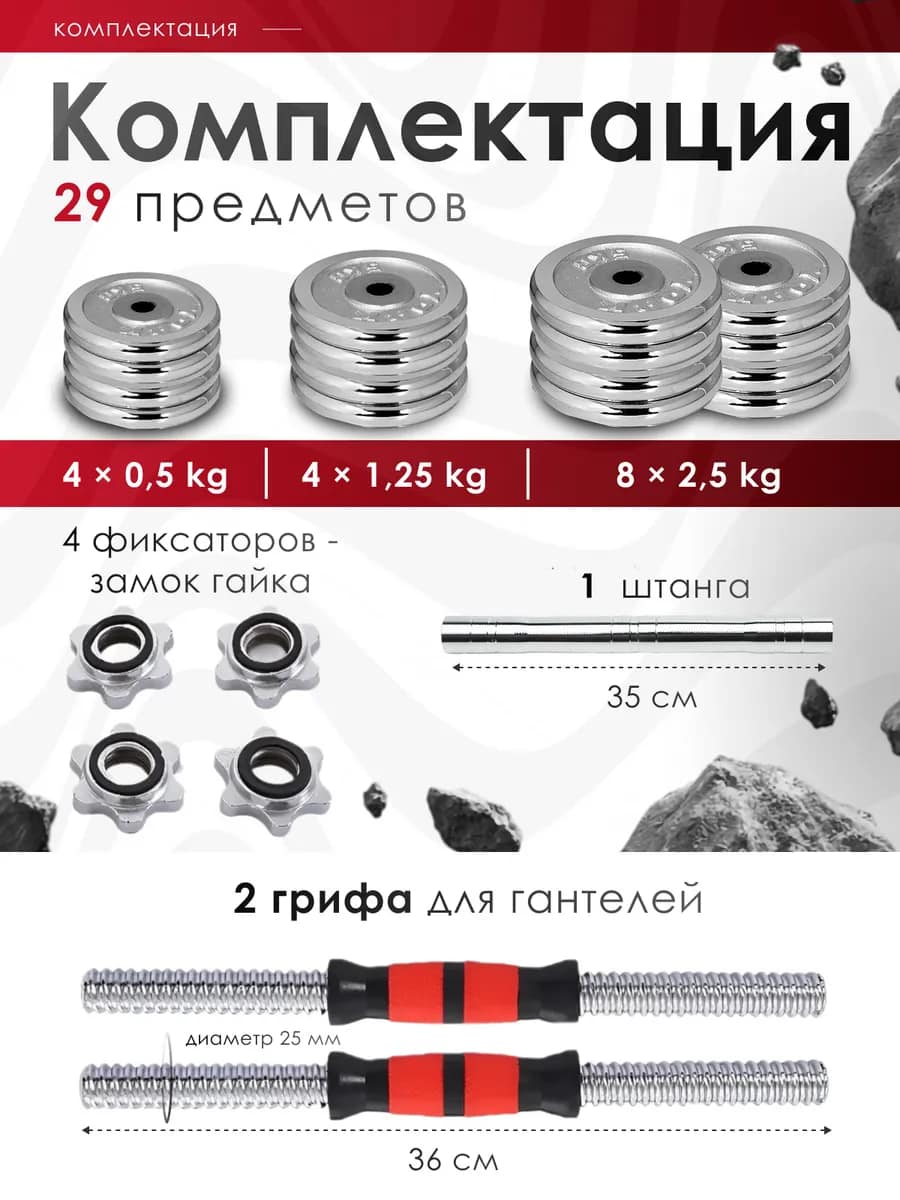 комплектация
Комплектация
29 предметов
4 × 0,5 kg
4 × 1,25 kg
8 × 2,5 kg
4 фиксаторов -
замок гайка
1 штанга
35 см
2 грифа для гантелей
диаметр 25 мм
36 см